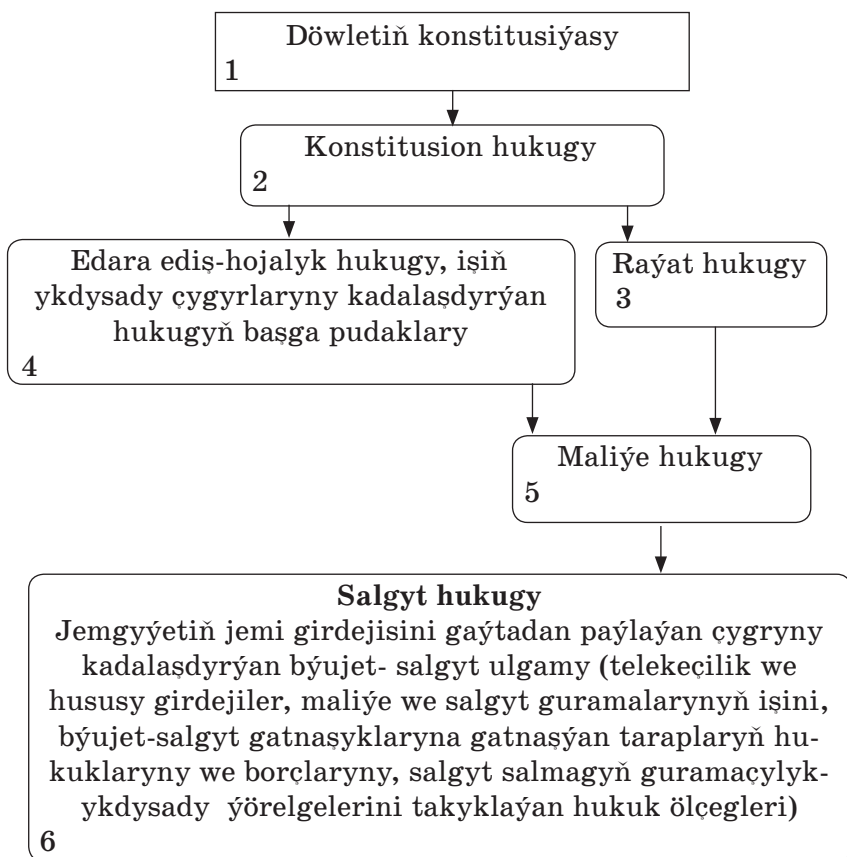 Döwletiň konstitusiýasy
1
Konstitusion hukugy
2
Edara ediş-hojalyk hukugy, işiň
ykdysady çygyrlaryny kadalaşdyrýan
hukugyň başga pudaklary
4
Raýat hukugy
3
Maliýe hukugy
5
Salgyt hukugy
Jemgyýetiň jemi girdejisini gaýtadan paýlaýan çygryny
kadalaşdyrýan býujet- salgyt ulgamy (telekeçilik we
hususy girdejiler, maliýe we salgyt guramalarynyň işini,
býujet-salgyt gatnaşyklaryna gatnaşýan taraplaryň hu-
kuklaryny we borçlaryny, salgyt salmagyň guramaçylyk-
ykdysady ýörelgelerini takyklaýan hukuk ölçegleri)
6